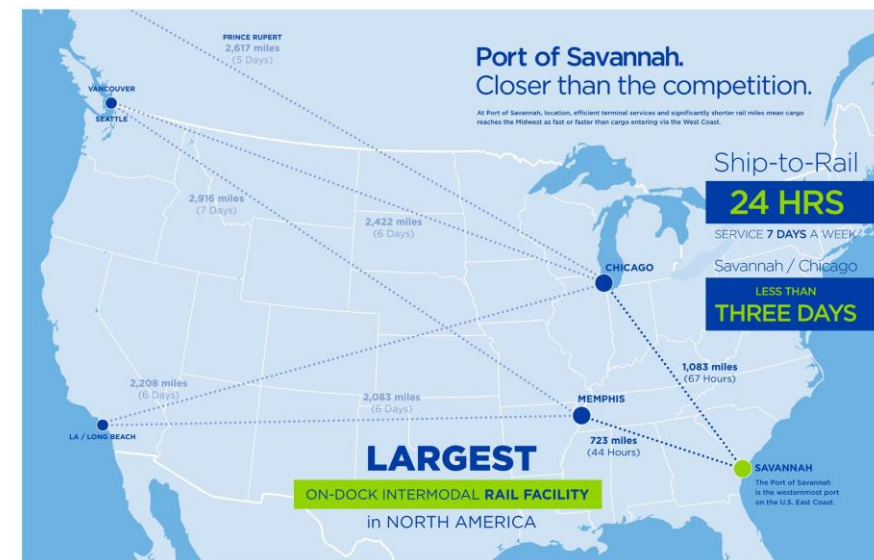 PRINCE RUPERT
2,617 miles
(5 Days)
Port of Savannah.
Closer than the competition.
At Port of Savannah, location, efficient terminal services and significantly shorter rail miles mean cargo
reaches the Midwest as fast or faster than cargo entering via the West Coast.
VANCOUVER
SEATTLE
Ship-to-Rail
24 HRS
SERVICE 7 DAYS A WEEK
2,916 miles
(7 Days)
2,422 miles
(6 Days)
CHICAGO
Savannah / Chicago
LESS THAN
THREE DAYS
1,083 miles
(67 Hours)
2,208 miles
(6 Days)
2,083 miles
(6 Days)
MEMPHIS
LA / LONG BEACH
723 miles
(44 Hours)
LARGEST
ON-DOCK INTERMODAL RAIL FACILITY
in NORTH AMERICA
SAVANNAH
The Port of Savannah
is the westernmost port
on the U.S. East Coast.